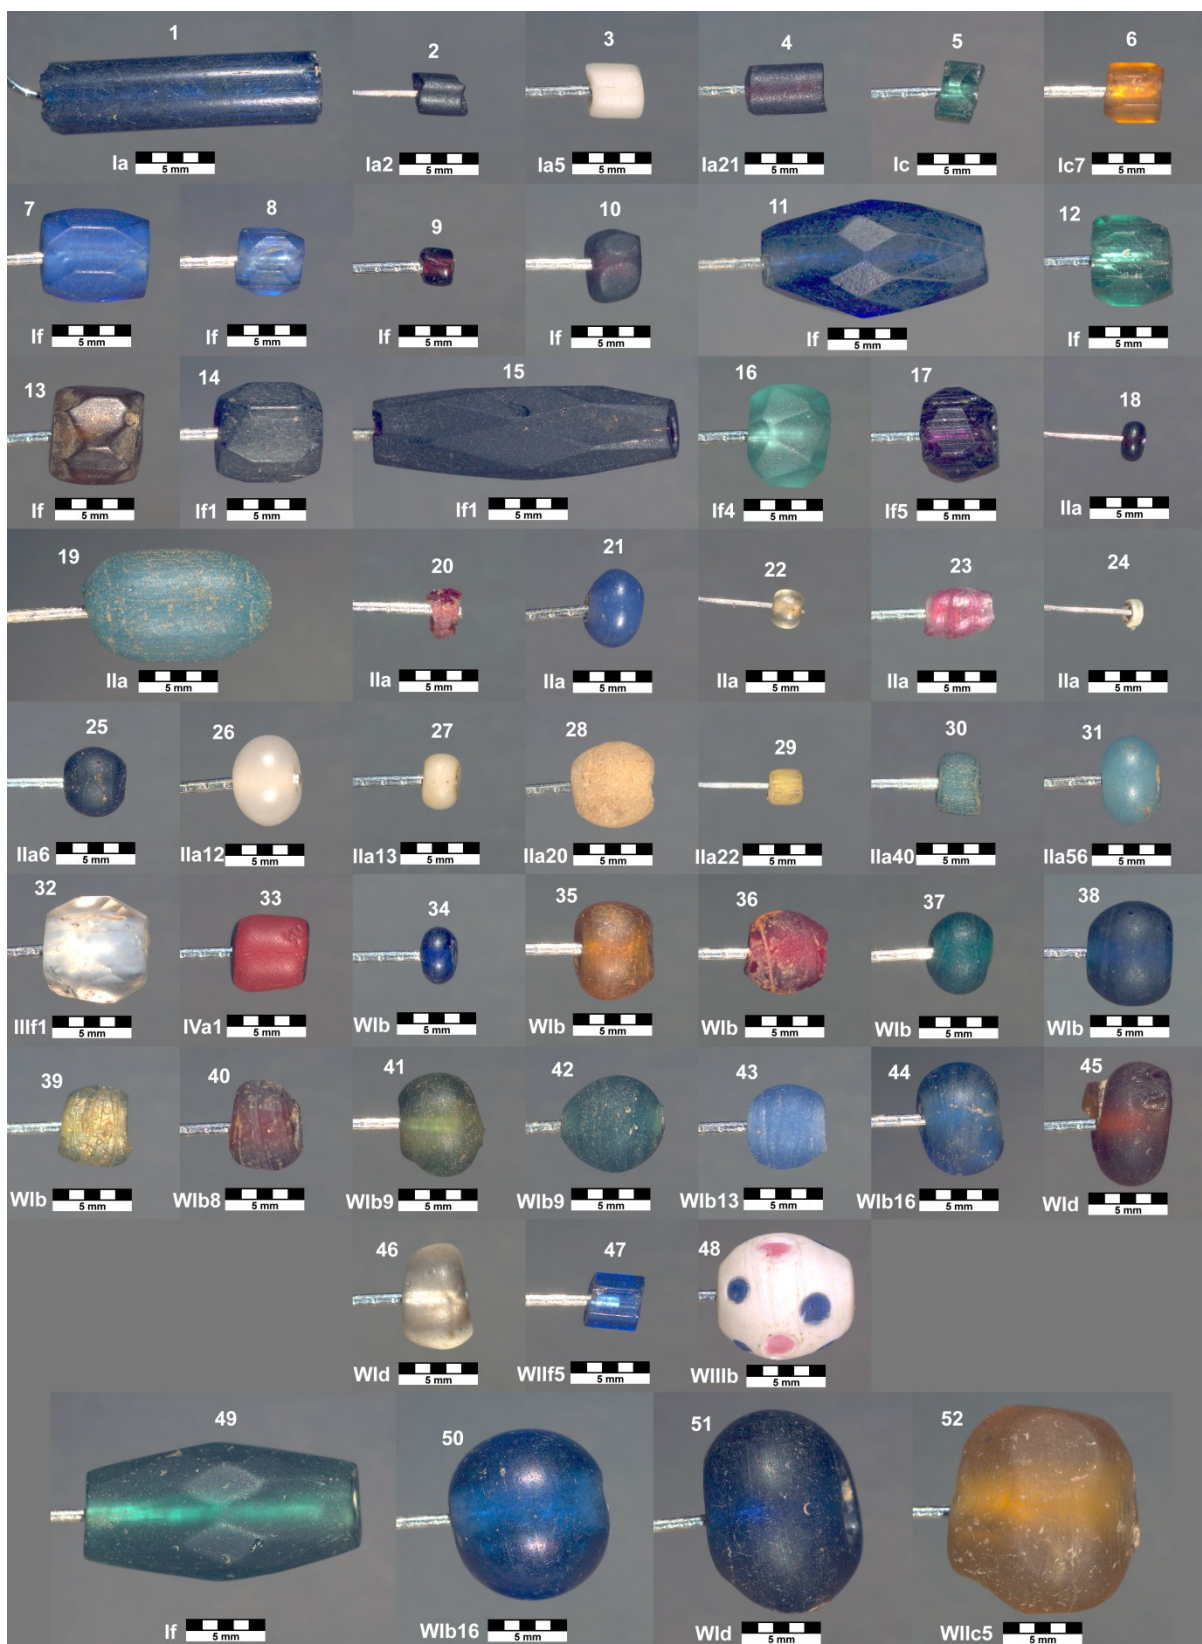 1 2 3 4 5 6
Ia 5 mm Ia2 5 mm Ia5 5 mm Ia21 5 mm Ic 5 mm Ic7 5 mm
7 8 9 10 11 12
If 5 mm If 5 mm If 5 mm If 5 mm If 5 mm If 5 mm
13 14 15 16 17 18
If 5 mm If1 5 mm If1 5 mm If4 5 mm If5 5 mm IIa 5 mm
19 20 21 22 23 24
IIa 5 mm IIa 5 mm IIa 5 mm IIa 5 mm IIa 5 mm IIa 5 mm
25 26 27 28 29 30 31
IIa6 5 mm IIa12 5 mm IIa13 5 mm IIa20 5 mm IIa22 5 mm IIa40 5 mm IIa56 5 mm
32 33 34 35 36 37 38
IIIf1 5 mm IVa1 5 mm WIb 5 mm WIb 5 mm WIb 5 mm WIb 5 mm WIb 5 mm
39 40 41 42 43 44 45
WIb 5 mm WIb8 5 mm WIb9 5 mm WIb9 5 mm WIb13 5 mm WIb16 5 mm WId 5 mm
46 47 48
WId 5 mm WIIf5 5 mm WIIIb 5 mm
49 50 51 52
If 5 mm WIb16 5 mm WId 5 mm WIIc5 5 mm